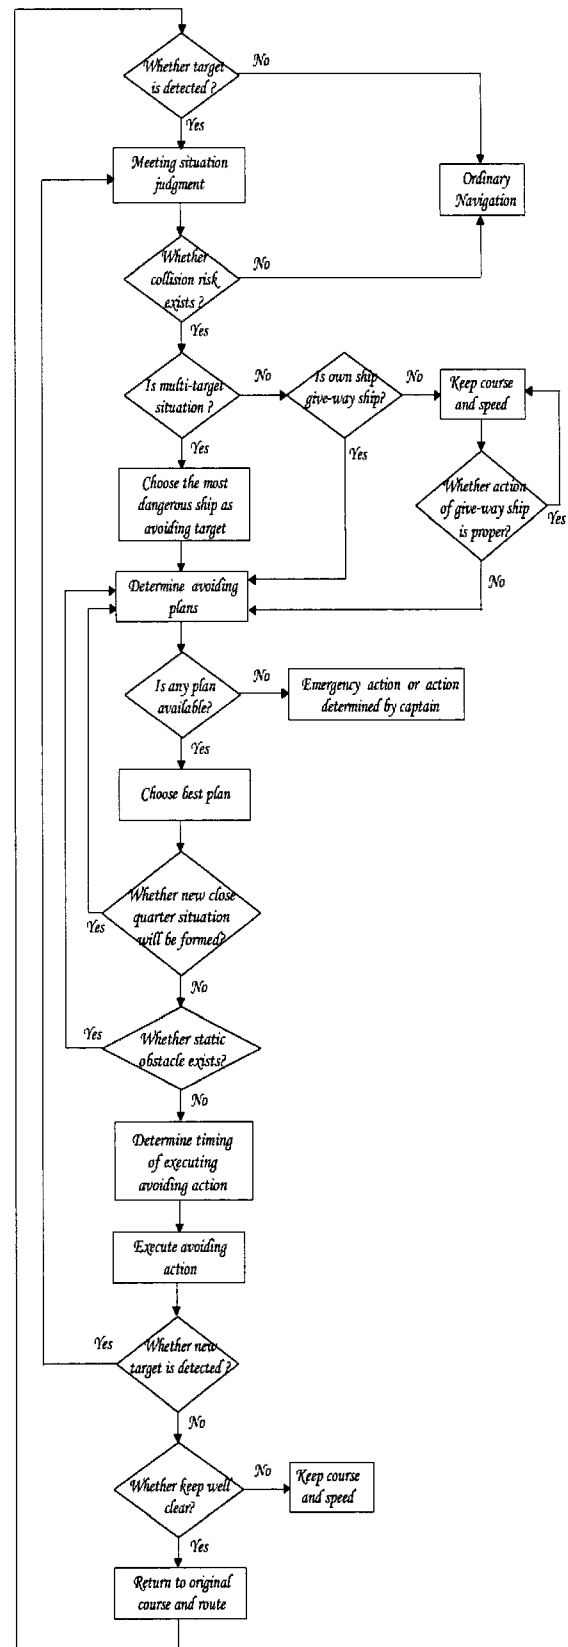 Whether target
is detected ?
No
Yes
Meeting situation
judgment
Ordinary
Navigation
Whether
collision risk
exists ?
No
Yes
Is multi-target
situation ?
No
Is own ship
give-way ship?
No
Keep course
and speed
Yes
Yes
Choose the most
dangerous ship as
avoiding target
Whether action
of give-way ship
is proper?
Yes
No
Determine avoiding
plans
Is any plan
available?
No
Emergency action or action
determined by captain
Yes
Choose best plan
Whether new close
quarter situation
will be formed?
Yes
No
Whether static
obstacle exists?
Yes
No
Determine timing
of executing
avoiding action
Execute avoiding
action
Whether new
target is detected ?
Yes
No
Whether keep well
clear?
No
Keep course
and speed
Yes
Return to original
course and route